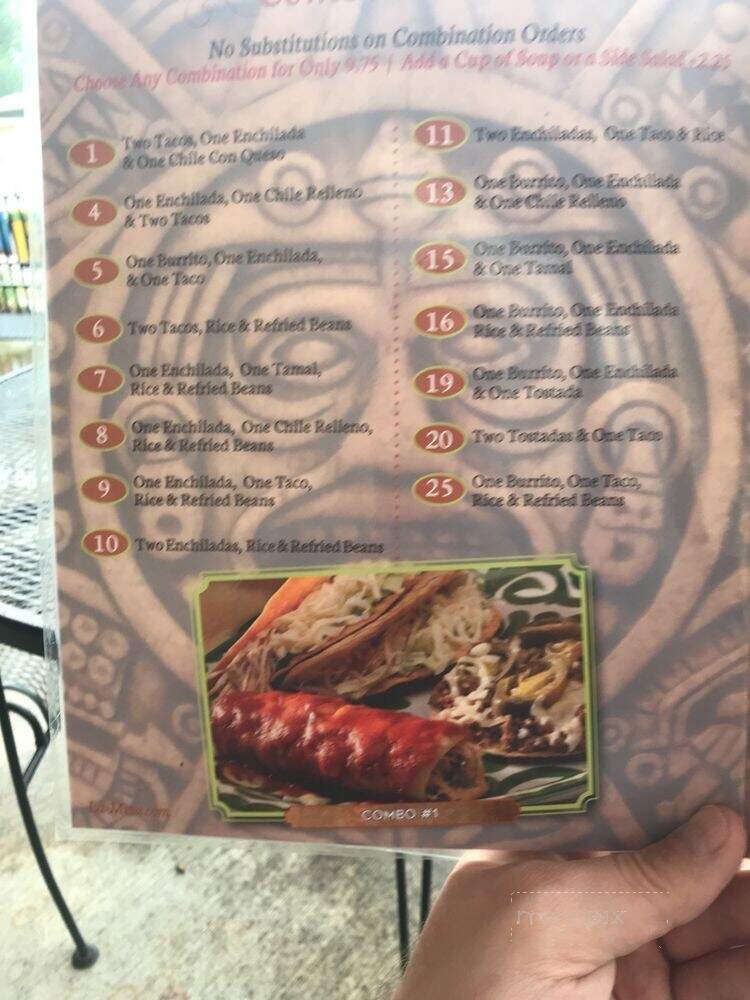 No Substitutions on Combination Orders
Choose Any Combination for Only 9.75 | Add a Cup of Soup or a Side Salad +2.25
1 Two Tacos, One Enchilada
& One Chile Con Queso
4 One Enchilada, One Chile Relleno
& Two Tacos
5 One Burrito, One Enchilada,
& One Taco
6 Two Tacos, Rice & Refried Beans
7 One Enchilada, One Tamal,
Rice & Refried Beans
8 One Enchilada, One Chile Relleno,
Rice & Refried Beans
9 One Enchilada, One Taco,
Rice & Refried Beans
10 Two Enchiladas, Rice & Refried Beans
11 Two Enchiladas, One Taco & Rice
13 One Burrito, One Enchilada
& One Chile Relleno
15 One Burrito, One Enchilada
& One Tamal
16 One Burrito, One Enchilada
Rice & Refried Beans
19 One Burrito, One Enchilada
& One Tostada
20 Two Tostadas & One Taco
25 One Burrito, One Taco,
Rice & Refried Beans
COMBO #1